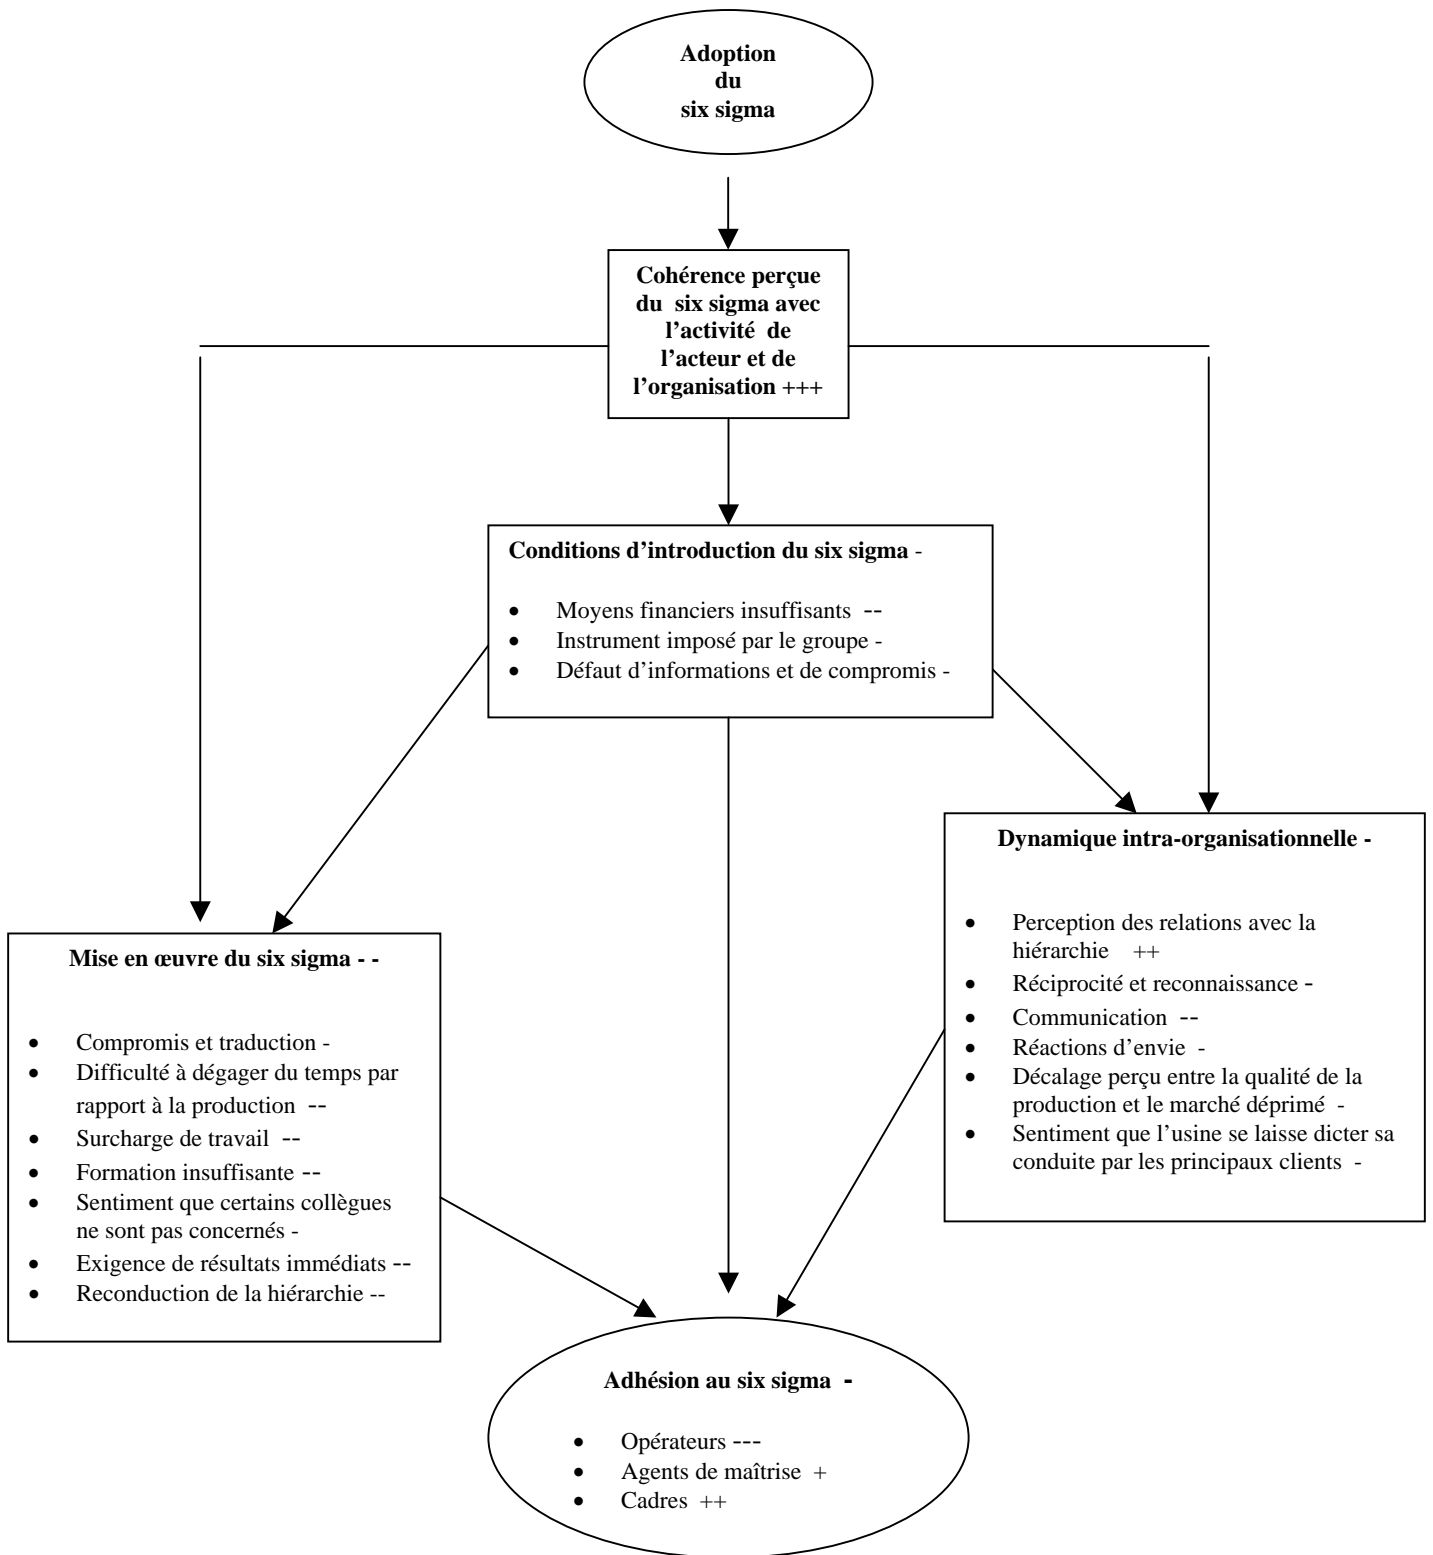 Adoption
du
six sigma
Cohérence perçue
du six sigma avec
l’activité de
l’acteur et de
l’organisation +++
Conditions d’introduction du six sigma -
• Moyens financiers insuffisants --
• Instrument imposé par le groupe -
• Défaut d’informations et de compromis -
Dynamique intra-organisationnelle -
• Perception des relations avec la
hiérarchie ++
• Réciprocité et reconnaissance -
• Communication --
• Réactions d’envie -
• Décalage perçu entre la qualité de la
production et le marché déprimé -
• Sentiment que l’usine se laisse dicter sa
conduite par les principaux clients -
Mise en œuvre du six sigma - -
• Compromis et traduction -
• Difficulté à dégager du temps par
rapport à la production --
• Surcharge de travail --
• Formation insuffisante --
• Sentiment que certains collègues
ne sont pas concernés -
• Exigence de résultats immédiats --
• Reconduction de la hiérarchie --
Adhésion au six sigma -
• Opérateurs ---
• Agents de maîtrise +
• Cadres ++